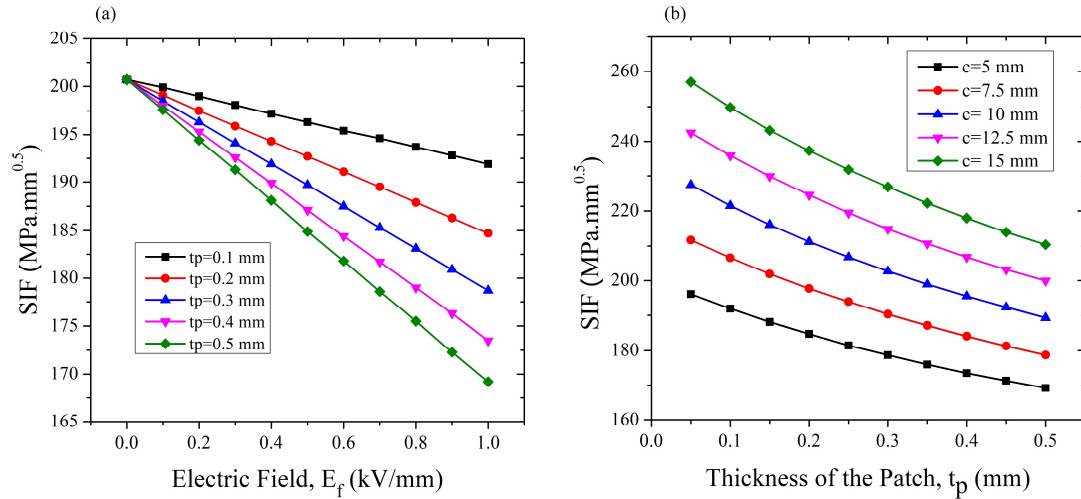 (a)
205
200
195
190
185
180
175
170
165
SIF (MPa.mm^0.5)
tp=0.1 mm
tp=0.2 mm
tp=0.3 mm
tp=0.4 mm
tp=0.5 mm
0.0 0.2 0.4 0.6 0.8 1.0
Electric Field, E_f (kV/mm)
(b)
260
240
220
200
180
160
SIF (MPa.mm^0.5)
c=5 mm
c=7.5 mm
c= 10 mm
c=12.5 mm
c= 15 mm
0.0 0.1 0.2 0.3 0.4 0.5
Thickness of the Patch, t_p (mm)